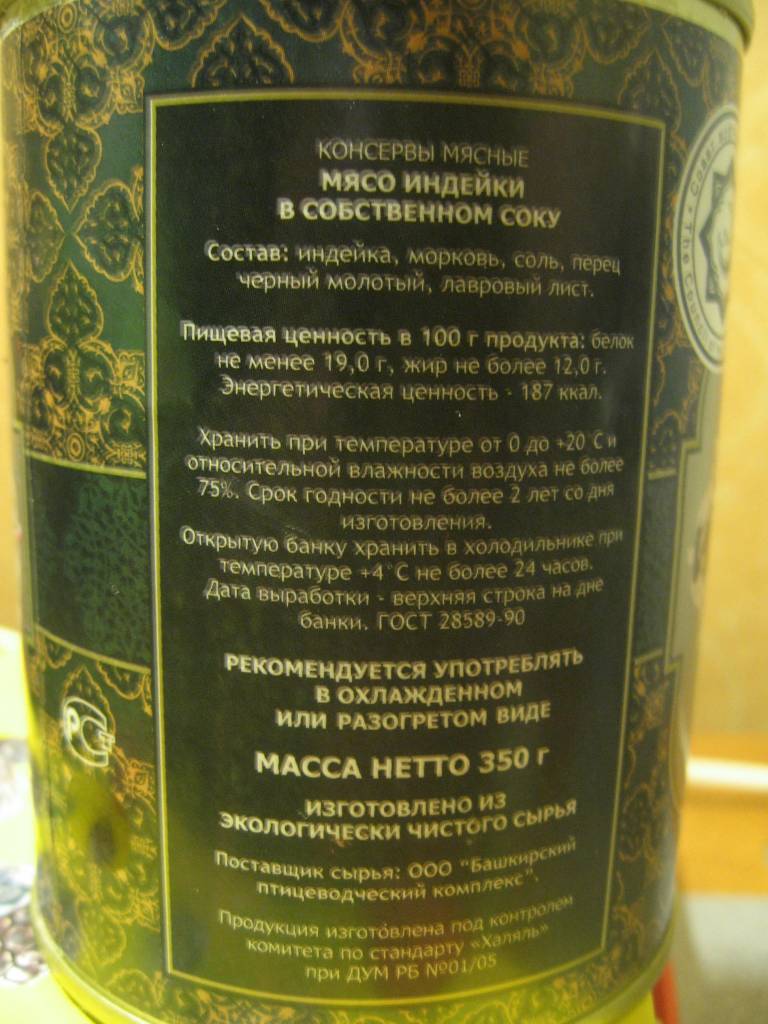 КОНСЕРВЫ МЯСНЫЕ
МЯСО ИНДЕЙКИ
В СОБСТВЕННОМ СОКУ
Состав: индейка, морковь, соль, перец
черный молотый, лавровый лист.
Пищевая ценность в 100 г продукта: белок
не менее 19,0 г, жир не более 12,0 г.
Энергетическая ценность - 187 ккал.
Хранить при температуре от 0 до +20°С и
относительной влажности воздуха не более
75%. Срок годности не более 2 лет со дня
изготовления.
Открытую банку хранить в холодильнике при
температуре +4°С не более 24 часов.
Дата выработки - верхняя строка на дне
банки. ГОСТ 28589-90
РЕКОМЕНДУЕТСЯ УПОТРЕБЛЯТЬ
В ОХЛАЖДЕННОМ
ИЛИ РАЗОГРЕТОМ ВИДЕ
МАССА НЕТТО 350 г
ИЗГОТОВЛЕНО ИЗ
ЭКОЛОГИЧЕСКИ ЧИСТОГО СЫРЬЯ
Поставщик сырья: ООО "Башкирский
птицеводческий комплекс".
Продукция изготовлена под контролем
комитета по стандарту «Халяль»
при ДУМ РБ №01/05